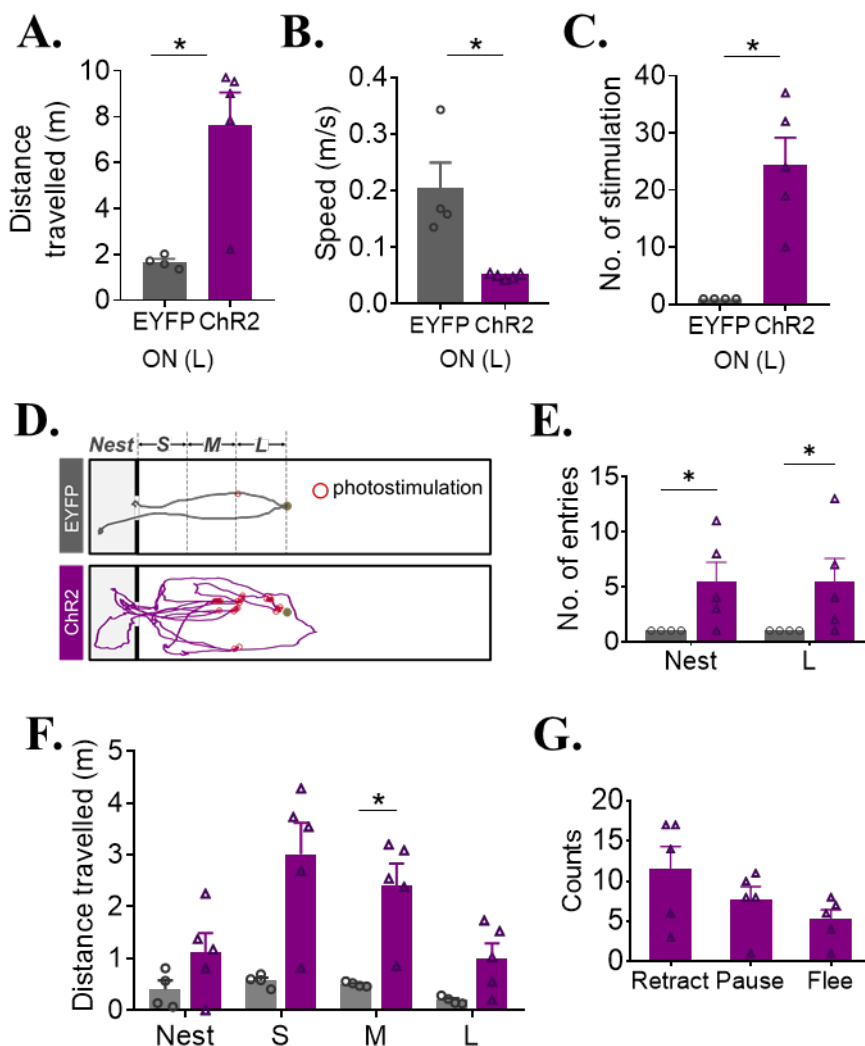 A.
*
Distance
travelled (m)
10
8
6
4
2
0
EYFP ChR2
ON (L)
B.
*
Speed (m/s)
0.4
0.3
0.2
0.1
0.0
EYFP ChR2
ON (L)
C.
*
No. of stimulation
40
30
20
10
0
EYFP ChR2
ON (L)
D.
Nest S M L
EYFP
photostimulation
ChR2
E.
* *
No. of entries
15
10
5
0
Nest L
F.
*
Distance travelled (m)
5
4
3
2
1
0
Nest S M L
G.
Counts
20
15
10
5
0
Retract Pause Flee